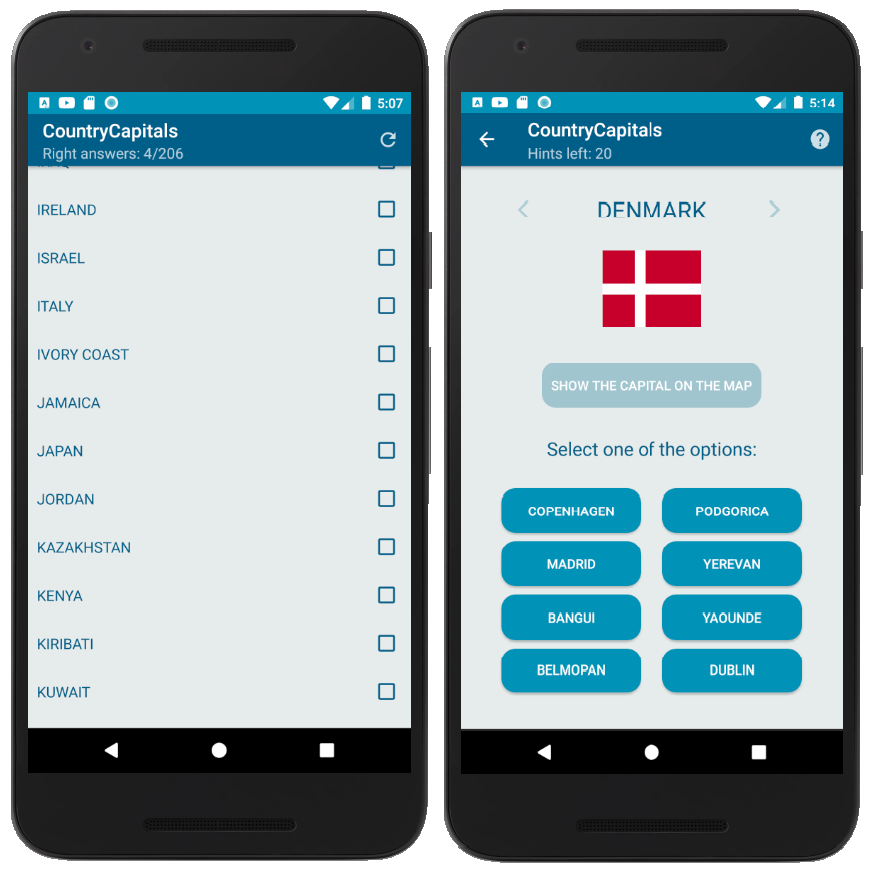 5:07
CountryCapitals
Right answers: 4/206
IRELAND
ISRAEL
ITALY
IVORY COAST
JAMAICA
JAPAN
JORDAN
KAZAKHSTAN
KENYA
KIRIBATI
KUWAIT
5:14
CountryCapitals
Hints left: 20
DENMARK
SHOW THE CAPITAL ON THE MAP
Select one of the options:
COPENHAGEN PODGORICA
MADRID YEREVAN
BANGUI YAOUNDE
BELMOPAN DUBLIN